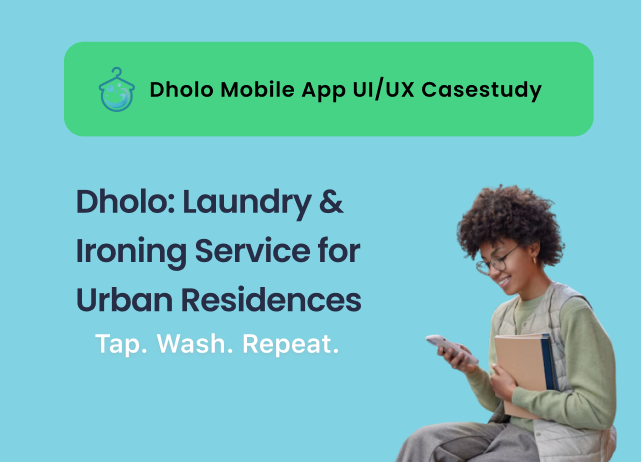 Dholo Mobile App UI/UX Casestudy
Dholo: Laundry &
Ironing Service for
Urban Residences
Tap. Wash. Repeat.